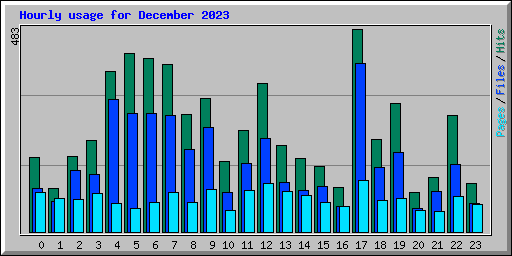 Hourly usage for December 2023
483
Pages/Files/Hits
0 1 2 3 4 5 6 7 8 9 10 11 12 13 14 15 16 17 18 19 20 21 22 23